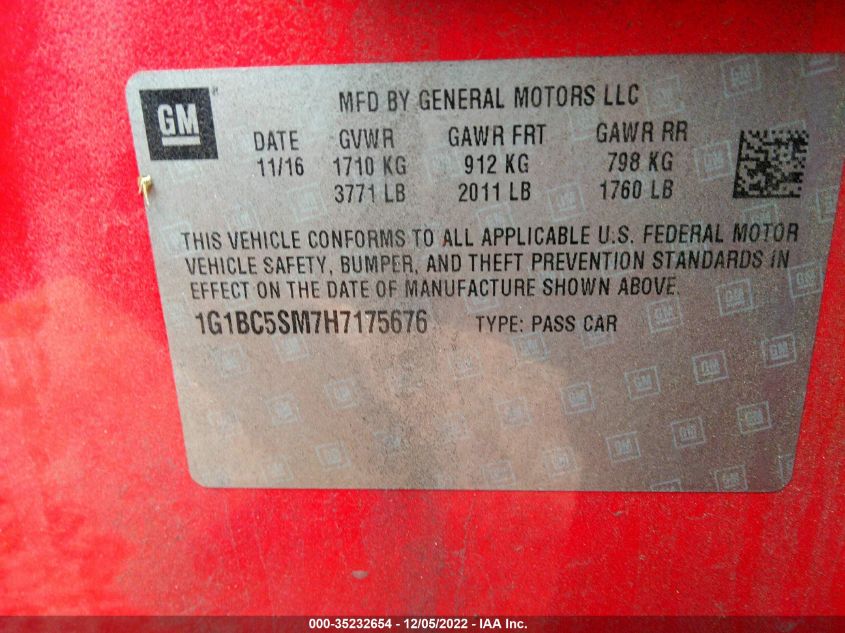 GM
MFD BY GENERAL MOTORS LLC
DATE GVWR GAWR FRT GAWR RR
11/16 1710 KG 912 KG 798 KG
3771 LB 2011 LB 1760 LB
THIS VEHICLE CONFORMS TO ALL APPLICABLE U.S. FEDERAL MOTOR
VEHICLE SAFETY, BUMPER, AND THEFT PREVENTION STANDARDS IN
EFFECT ON THE DATE OF MANUFACTURE SHOWN ABOVE.
1G1BC5SM7H7175676 TYPE: PASS CAR
000-35232654 - 12/05/2022 - IAA Inc.